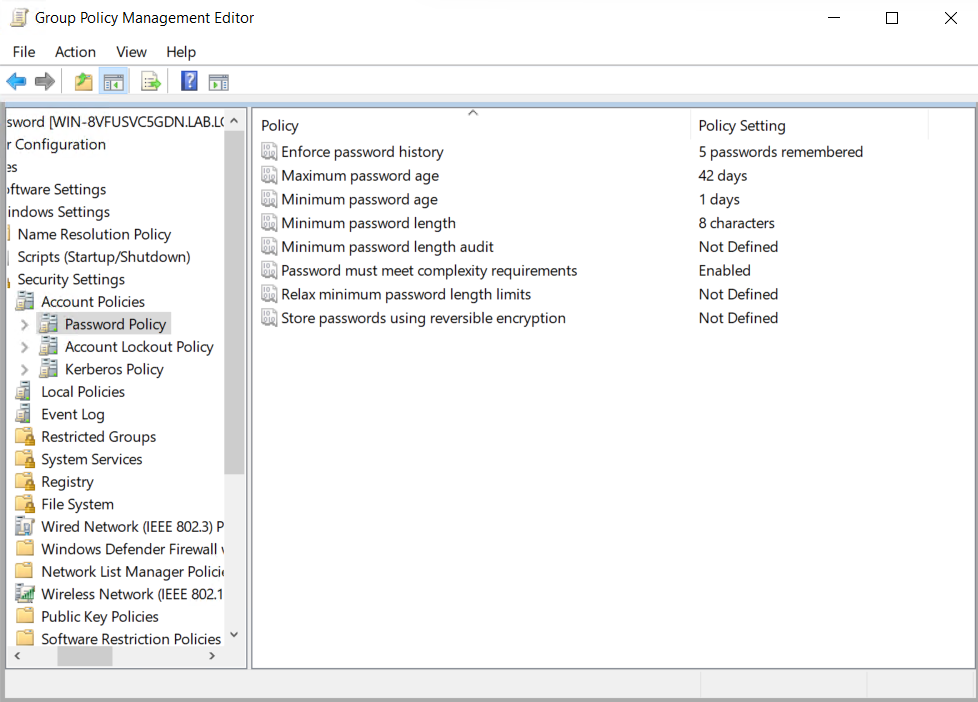 Group Policy Management Editor
File Action View Help
sword [WIN-8VFUSVC5GDN.LAB.LO
r Configuration
es
oftware Settings
indows Settings
Name Resolution Policy
Scripts (Startup/Shutdown)
Security Settings
Account Policies
Password Policy
Account Lockout Policy
Kerberos Policy
Local Policies
Event Log
Restricted Groups
System Services
Registry
File System
Wired Network (IEEE 802.3) P
Windows Defender Firewall
Network List Manager Policie
Wireless Network (IEEE 802.1
Public Key Policies
Software Restriction Policies
Policy Policy Setting
Enforce password history 5 passwords remembered
Maximum password age 42 days
Minimum password age 1 days
Minimum password length 8 characters
Minimum password length audit Not Defined
Password must meet complexity requirements Enabled
Relax minimum password length limits Not Defined
Store passwords using reversible encryption Not Defined